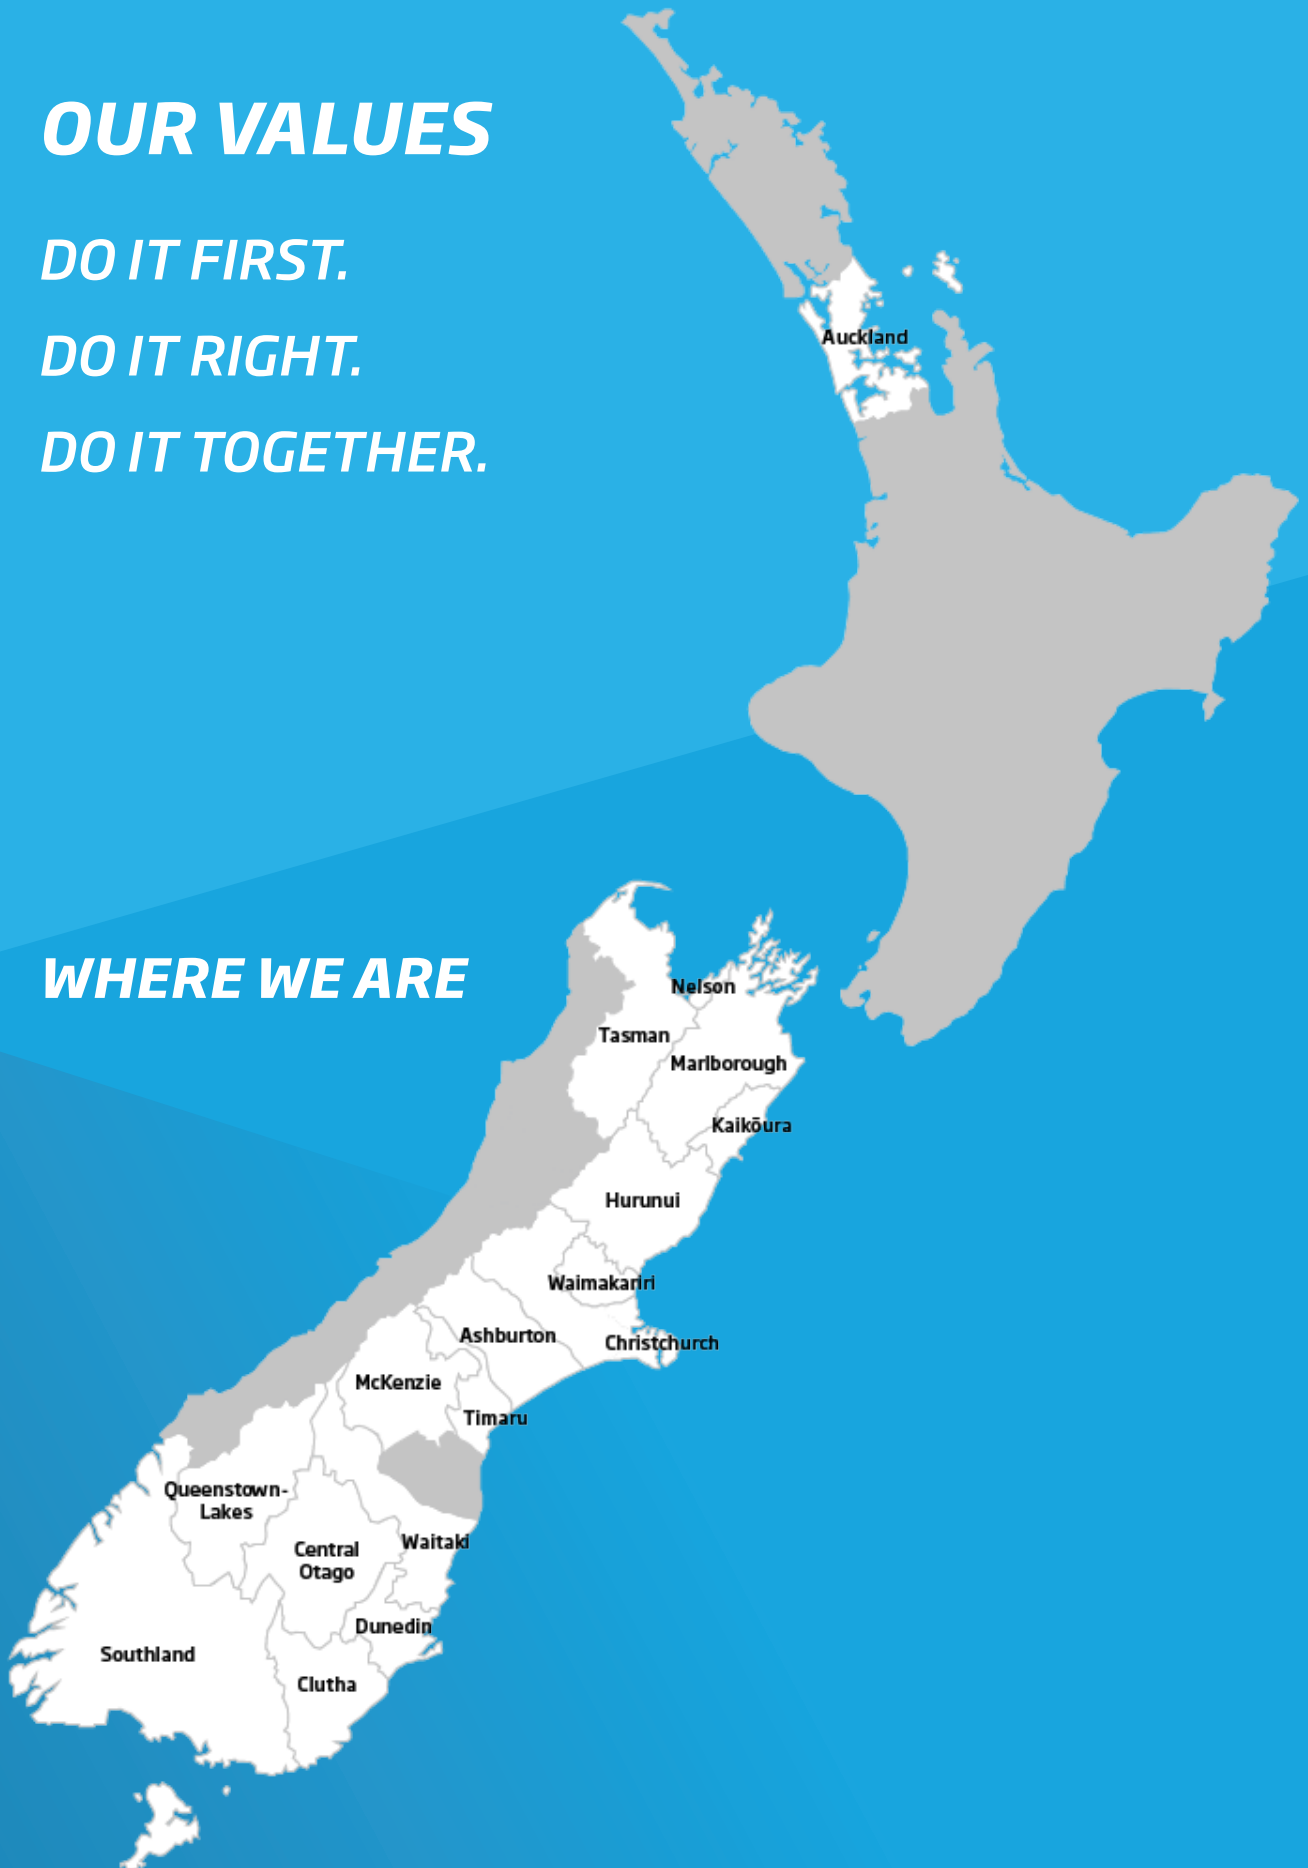 OUR VALUES
DO IT FIRST.
DO IT RIGHT.
DO IT TOGETHER.
Auckland
WHERE WE ARE
Nelson
Tasman
Marlborough
Kaikōura
Hurunui
Waimakariri
Ashburton
Christchurch
McKenzie
Timaru
Queenstown-
Lakes
Waitaki
Central
Otago
Dunedin
Southland
Clutha